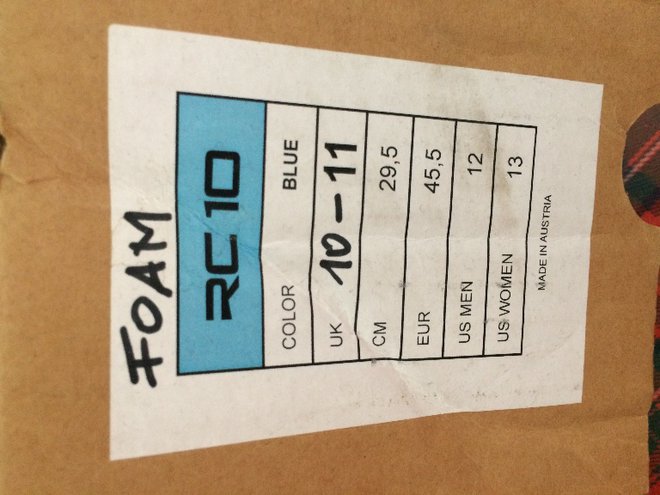 FOAM
RC10
COLOR BLUE
UK 10-11
CM 29,5
EUR 45,5
US MEN 12
US WOMEN 13
MADE IN AUSTRIA